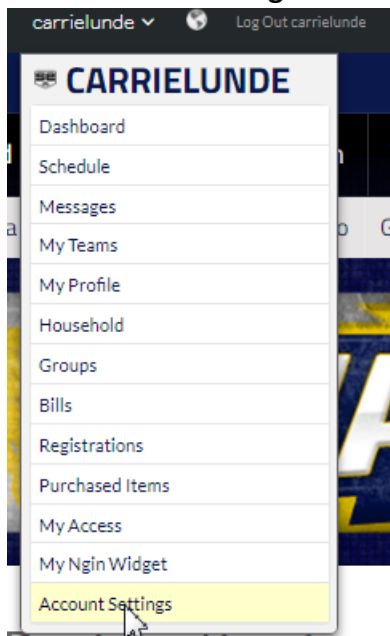 carrielunde
Log Out carrielunde
CARRIELUNDE
Dashboard
Schedule
Messages
My Teams
My Profile
Household
Groups
Bills
Registrations
Purchased Items
My Access
My Ngin Widget
Account Settings